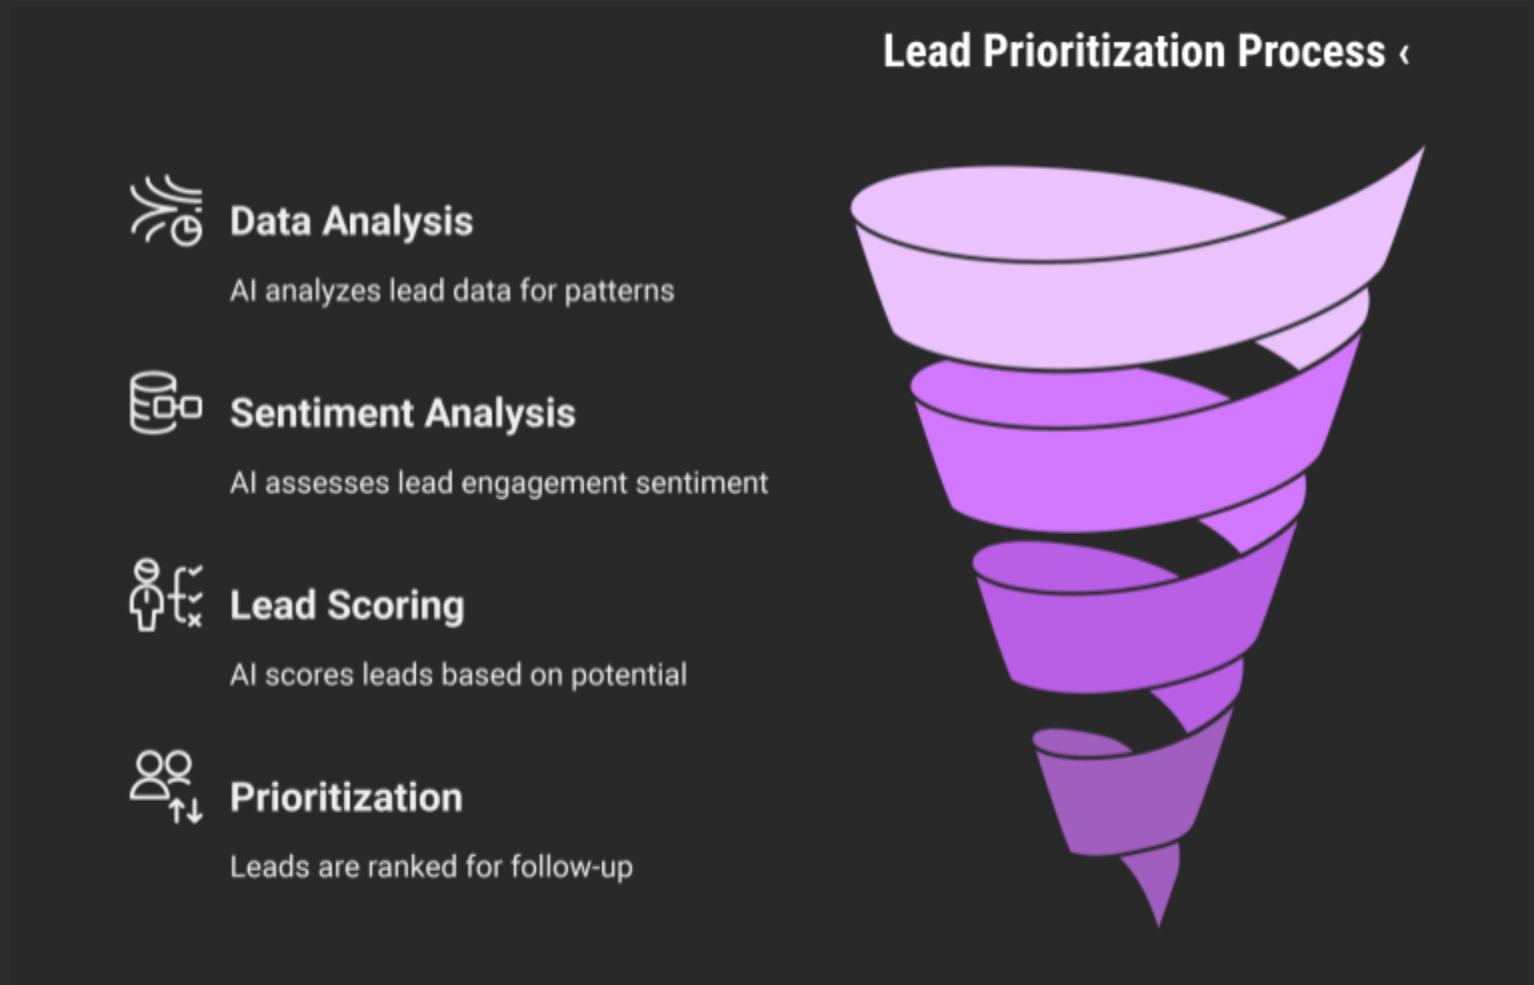 Lead Prioritization Process ‹
Data Analysis
AI analyzes lead data for patterns
Sentiment Analysis
AI assesses lead engagement sentiment
Lead Scoring
AI scores leads based on potential
Prioritization
Leads are ranked for follow-up